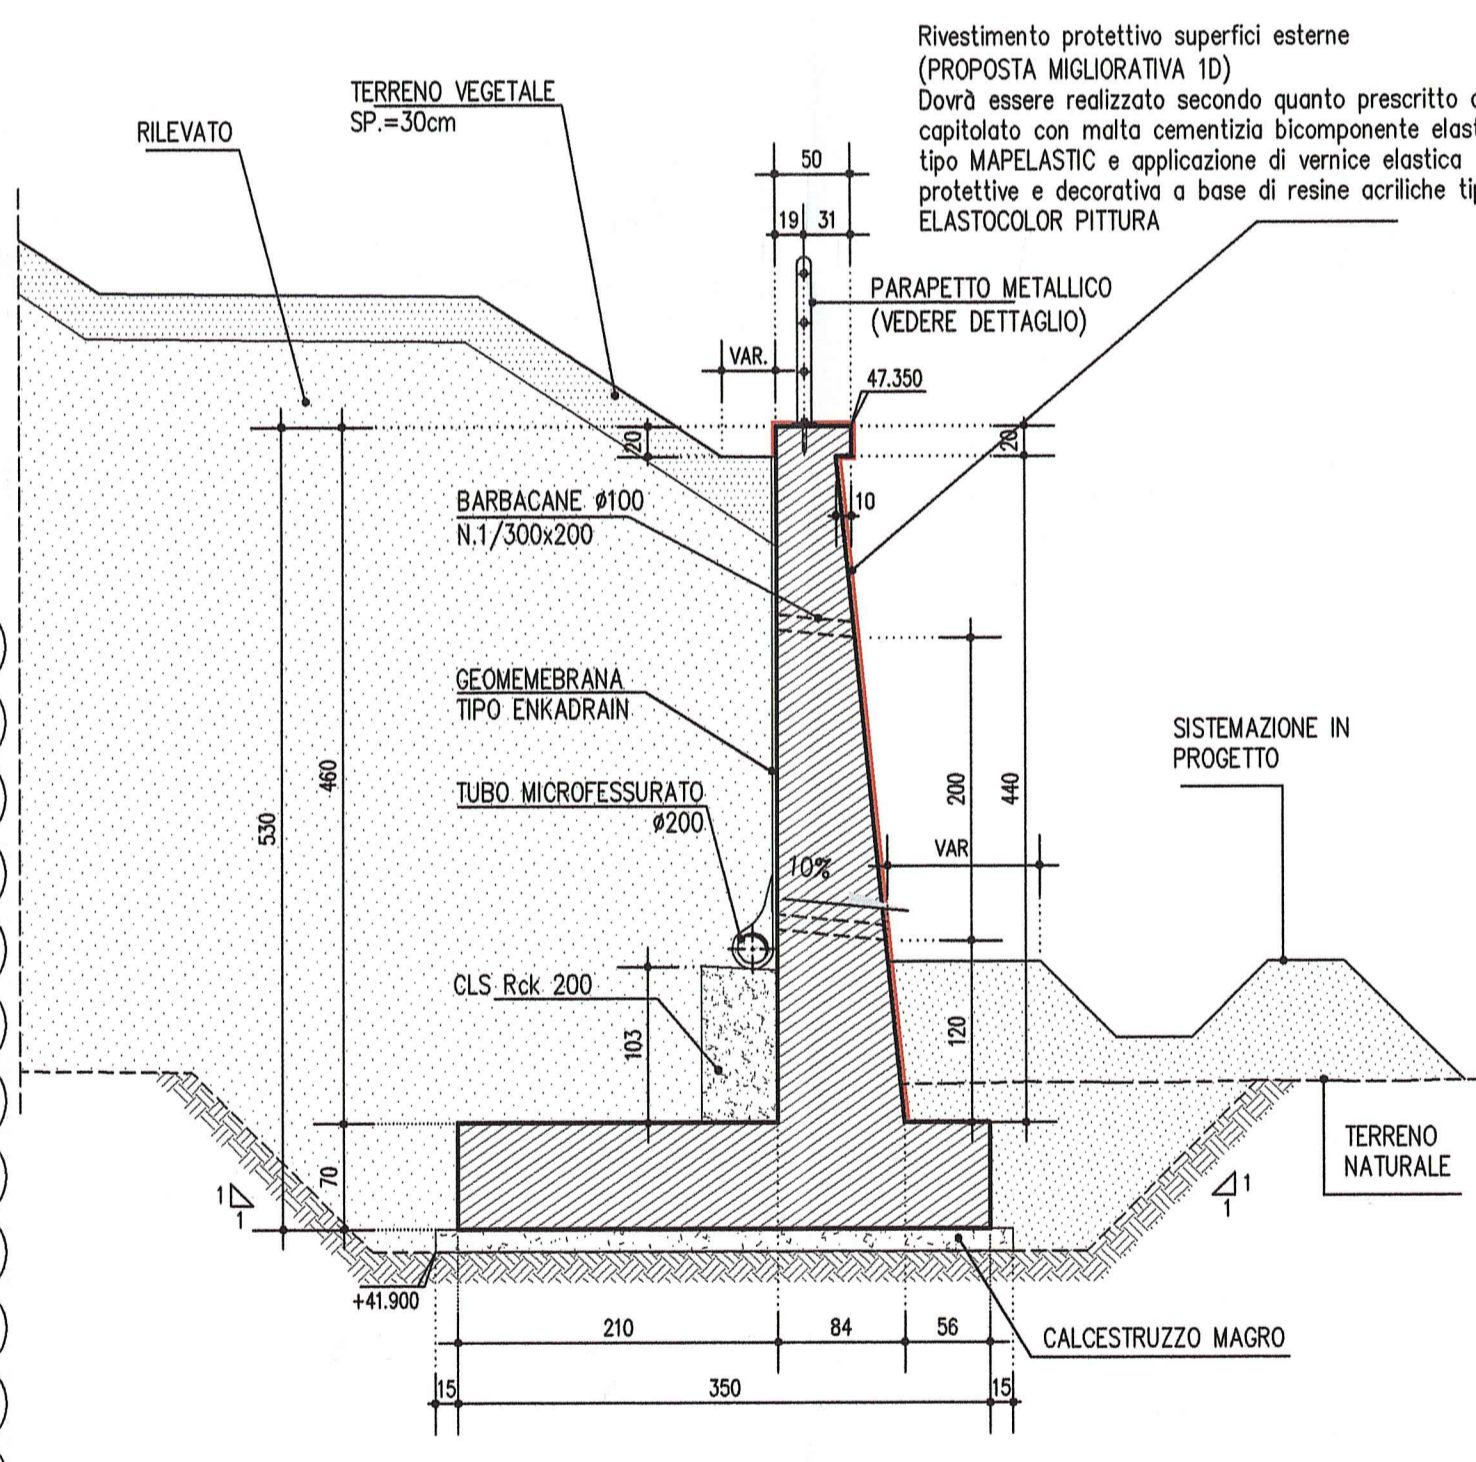 Rivestimento protettivo superfici esterne
(PROPOSTA MIGLIORATIVA 1D)
Dovrà essere realizzato secondo quanto prescritto
capitolato con malta cementizia bicomponente
tipo MAPELASTIC e applicazione di vernice elastica
protettive e decorativa a base di resine acriliche
ELASTOCOLOR PITTURA
TERRENO VEGETALE
SP.=30cm
RILEVATO
50
19 31
PARAPETTO METALLICO
(VEDERE DETTAGLIO)
VAR.
47.350
20
20
BARBACANE ø100
N.1/300x200
10
GEOMEMEBRANA
TIPO ENKADRAIN
SISTEMAZIONE IN
PROGETTO
460
530
200
440
TUBO MICROFESSURATO
ø200
VAR
10%
CLS Rck 200
103
120
TERRENO
NATURALE
70
1
1
1
1
+41.900
210 84 56
CALCESTRUZZO MAGRO
15 350 15